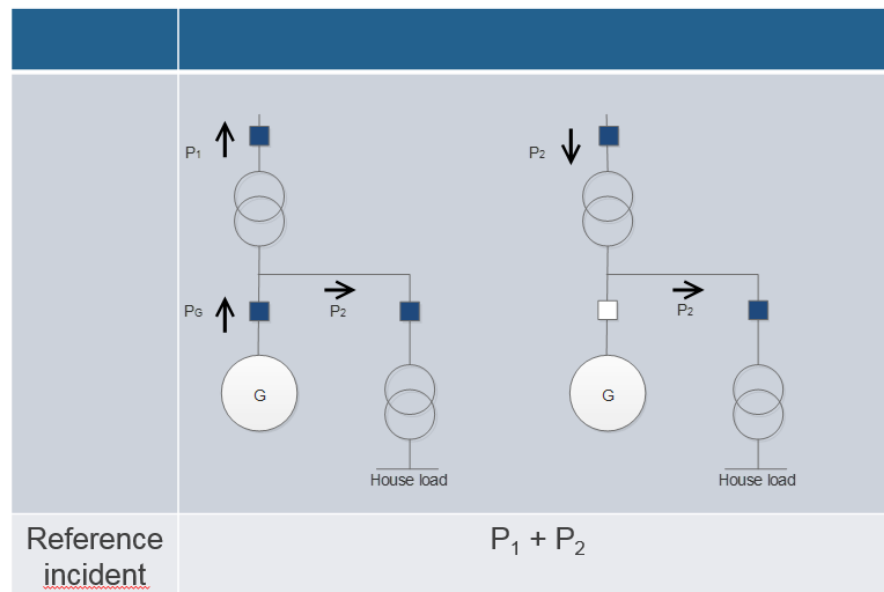 P1
P2
PG
P2
P2
G
G
House load
House load
Reference
incident
P1 + P2